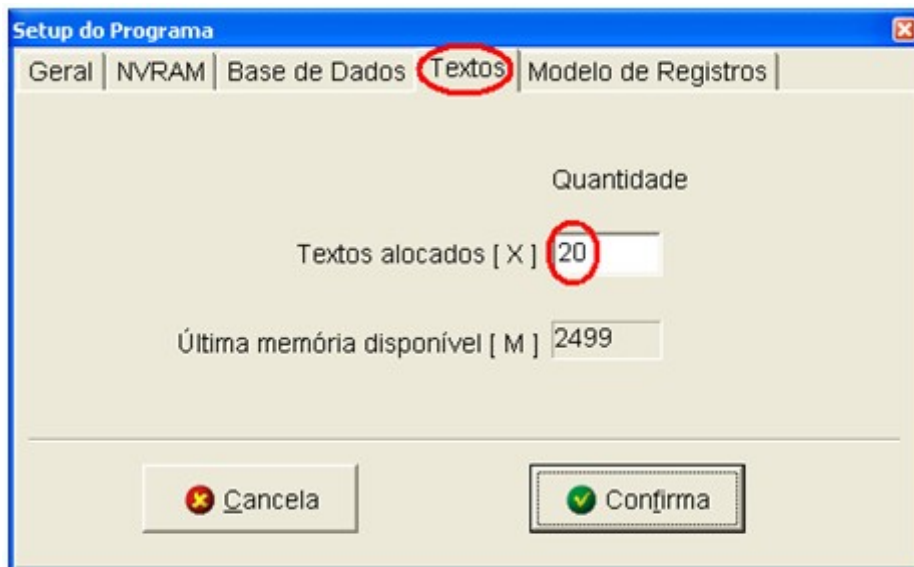 Setup do Programa
Geral NVRAM Base de Dados Textos Modelo de Registros
Quantidade
Textos alocados [ X ] 20
Última memória disponível [ M ] 2499
Cancela Confirma